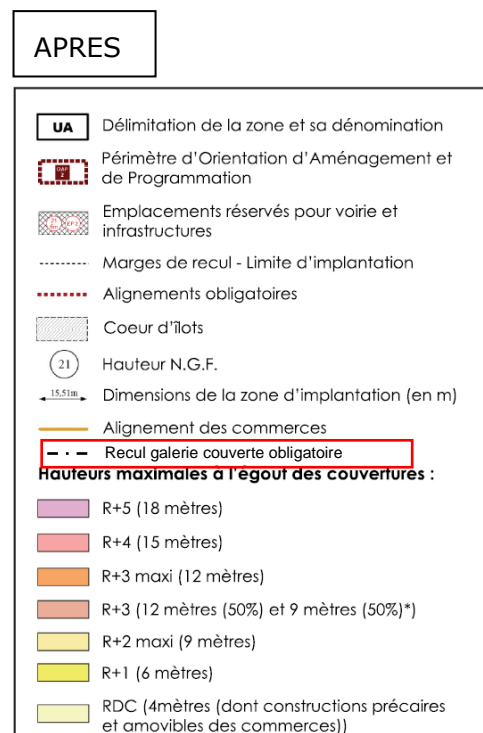 APRES
UA Délimitation de la zone et sa dénomination
OAP 2 Périmètre d'Orientation d'Aménagement et
de Programmation
Emplacements réservés pour voirie et
infrastructures
Marges de recul - Limite d'implantation
Alignements obligatoires
Coeur d'îlots
21 Hauteur N.G.F.
15,51m Dimensions de la zone d'implantation (en m)
Alignement des commerces
Recul galerie couverte obligatoire
Hauteurs maximales à l'égout des couvertures :
R+5 (18 mètres)
R+4 (15 mètres)
R+3 maxi (12 mètres)
R+3 (12 mètres (50%) et 9 mètres (50%)*)
R+2 maxi (9 mètres)
R+1 (6 mètres)
RDC (4mètres (dont constructions précaires
et amovibles des commerces))